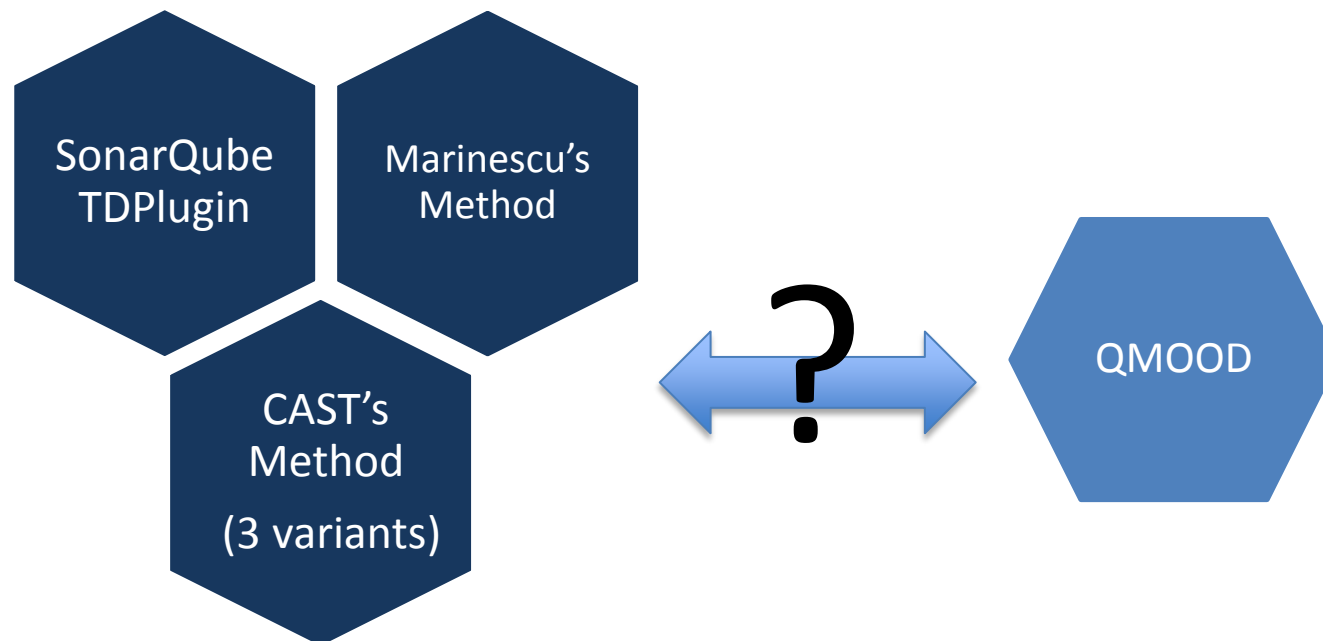 SonarQube
TDPlugin
Marinescu’s
Method
CAST’s
Method
(3 variants)
?
QMOOD